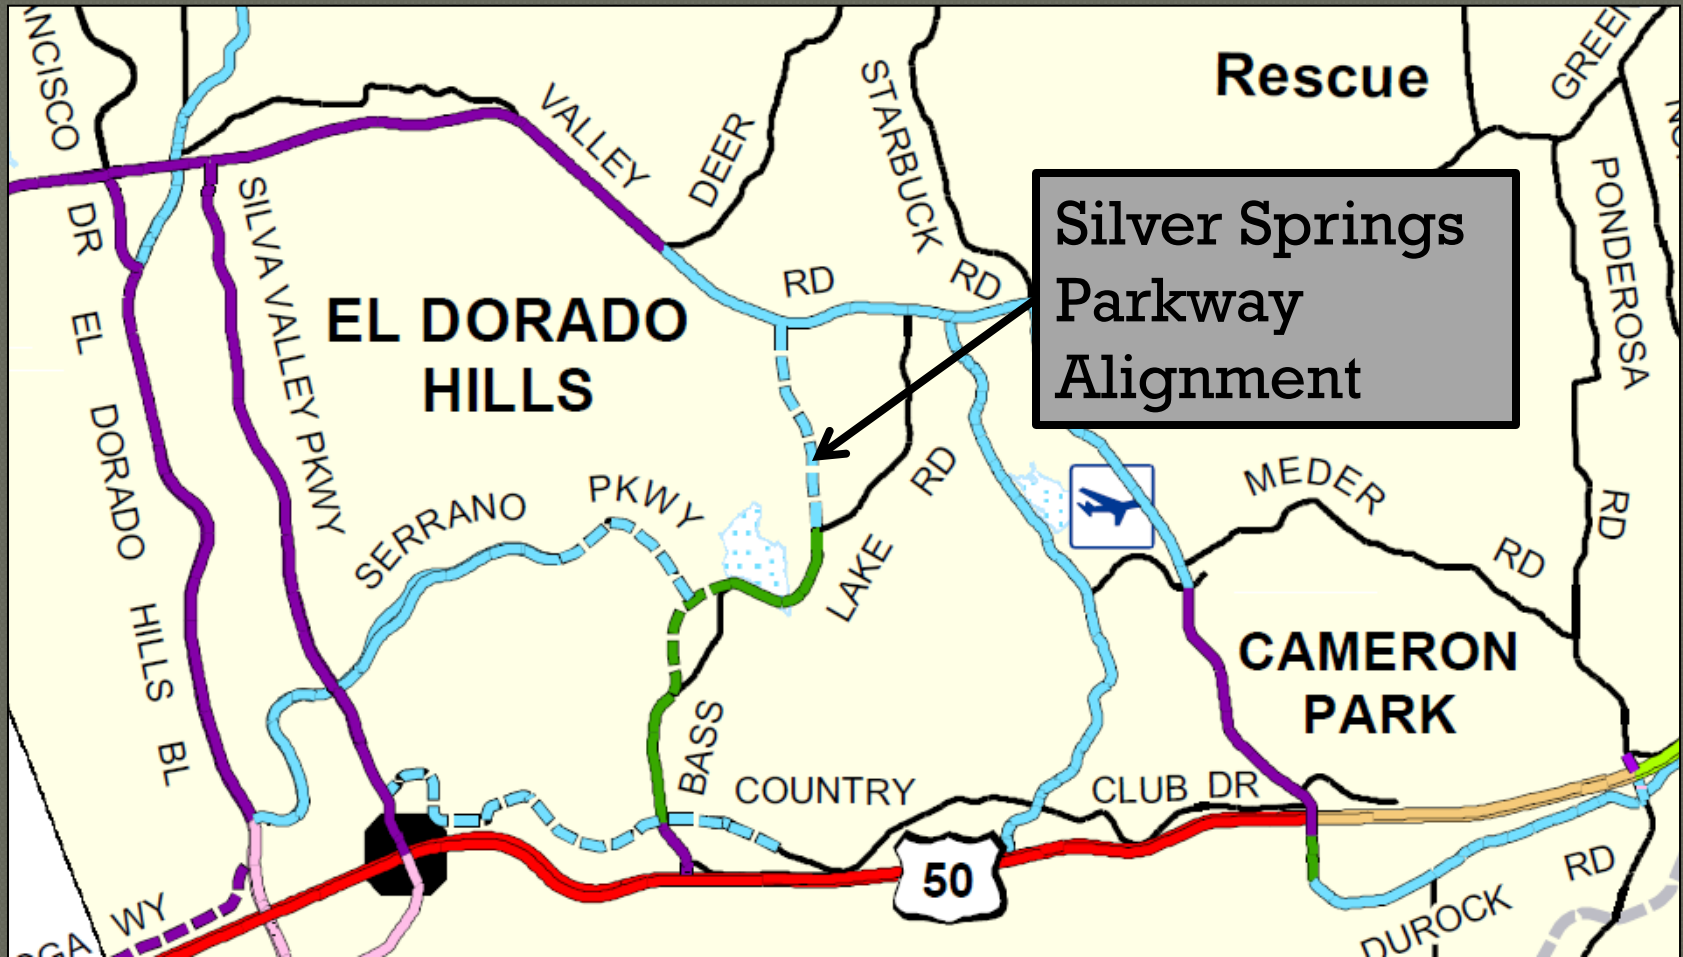 NCISCO
DR
EL
DORADO
HILLS
BL
SILVA VALLEY PKWY
VALLEY
DEER
RD
STARBUCK
RD
Rescue
GREEN
PONDEROSA
RD
Silver Springs
Parkway
Alignment
EL DORADO
HILLS
SERRANO
PKWY
RD
LAKE
BASS
MEDER
RD
CAMERON
PARK
COUNTRY
CLUB DR
50
WY
DUROCK
RD